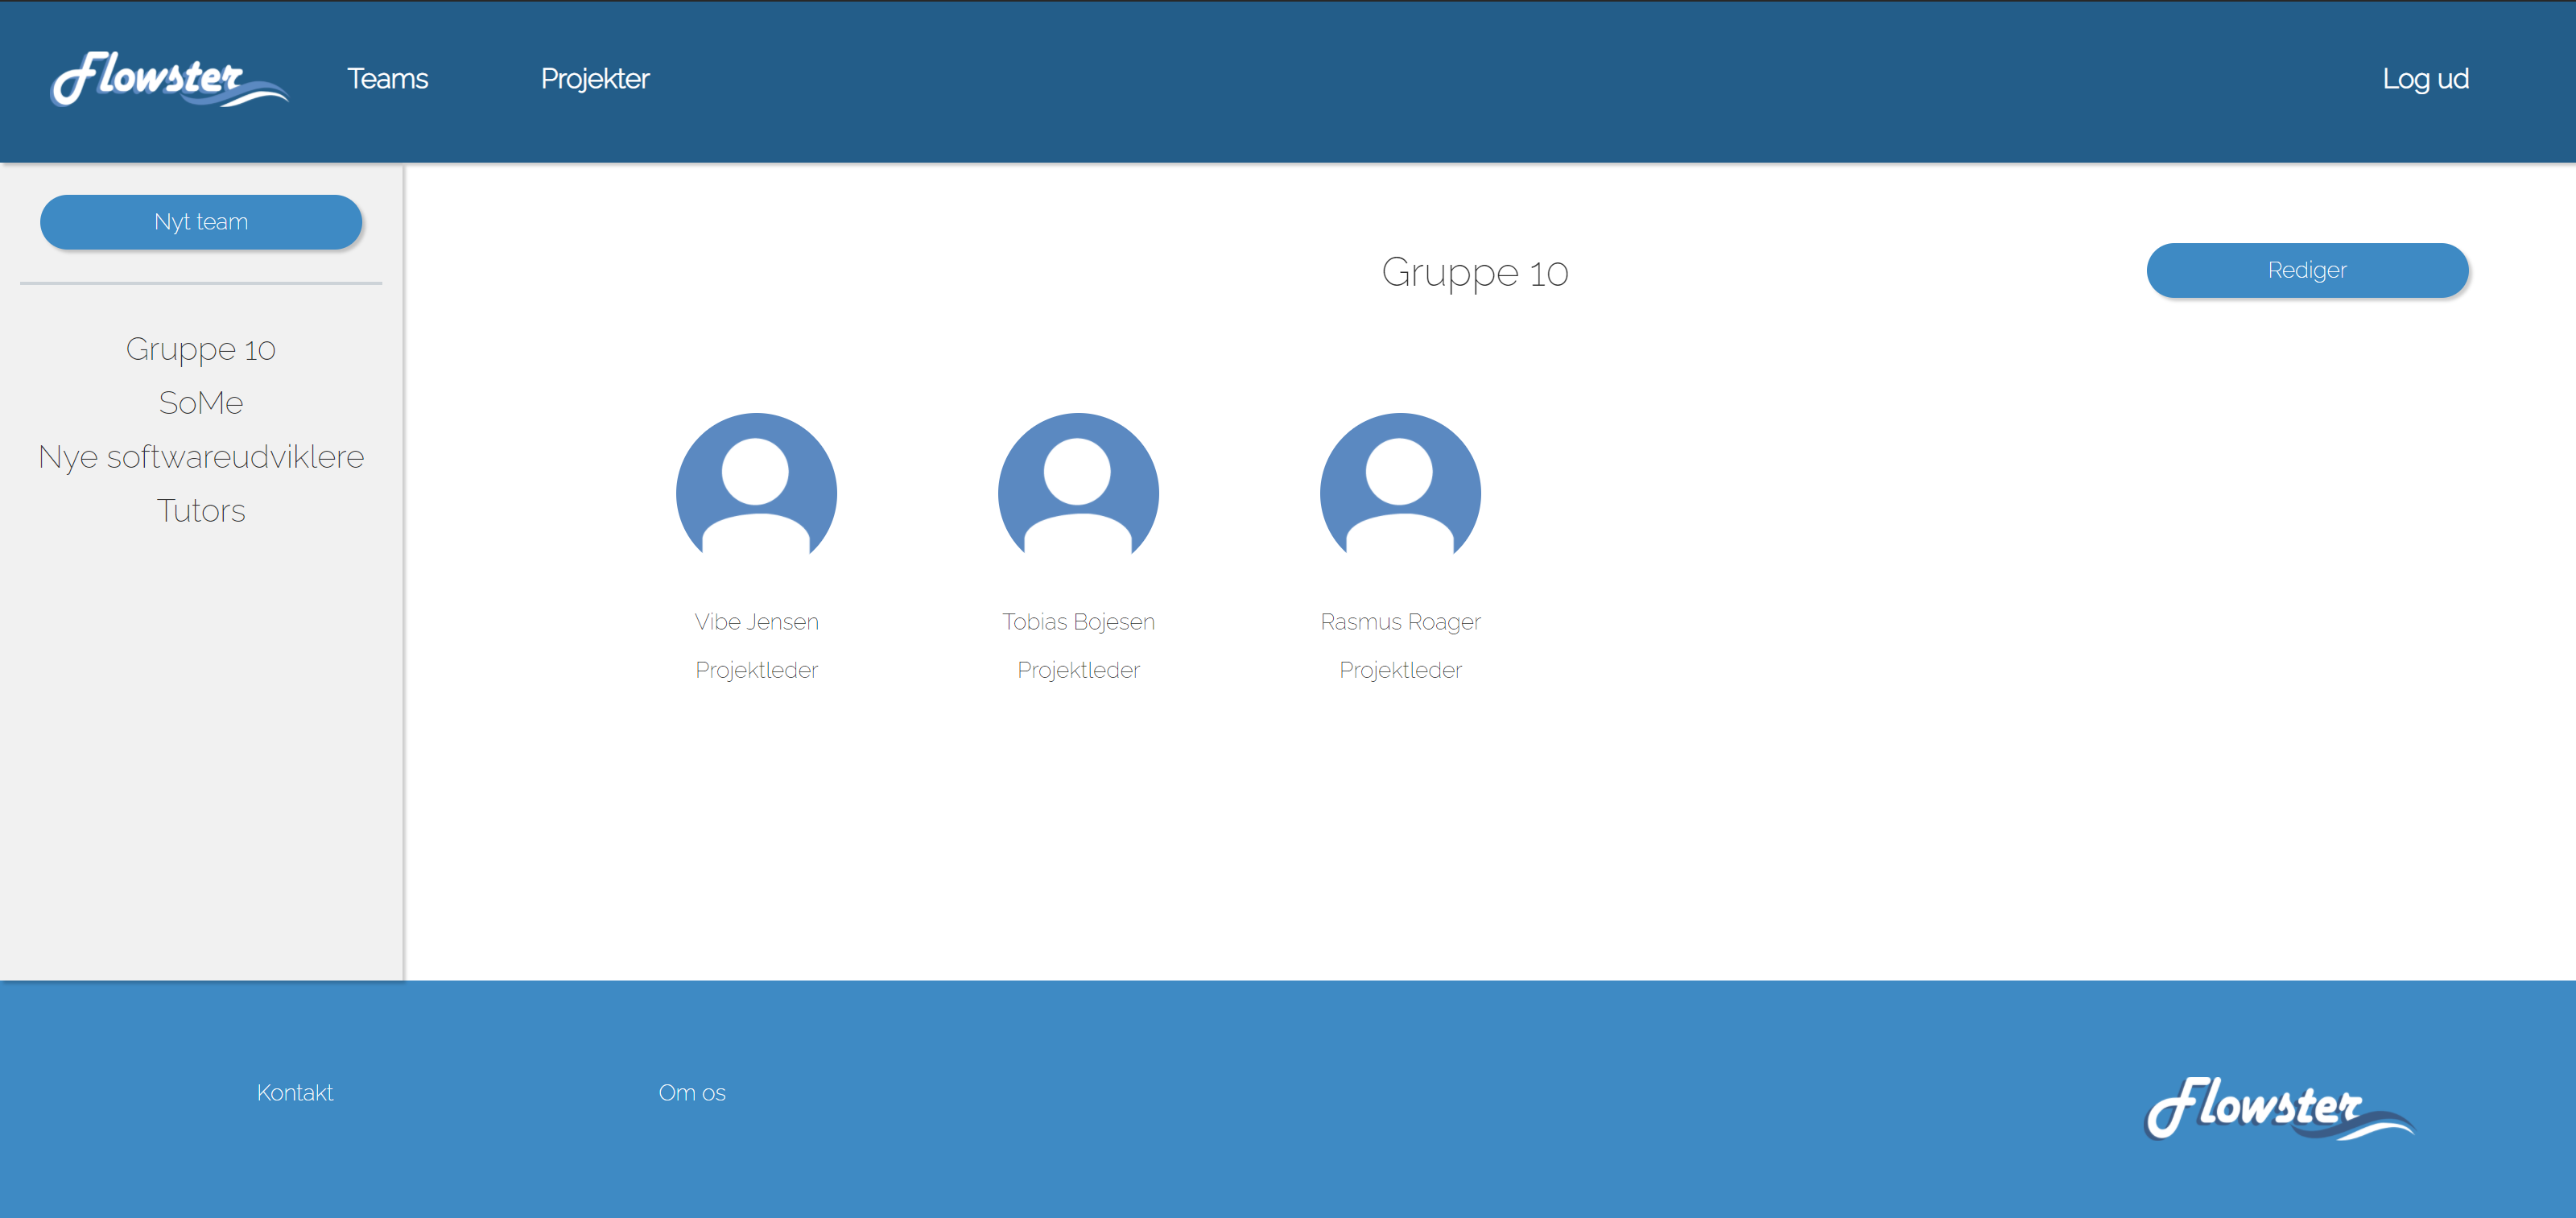 Flowster
Teams
Projekter
Log ud
Nyt team
Gruppe 10
SoMe
Nye softwareudviklere
Tutors
Gruppe 10
Rediger
Vibe Jensen
Projektleder
Tobias Bojesen
Projektleder
Rasmus Roager
Projektleder
Kontakt
Om os
Flowster